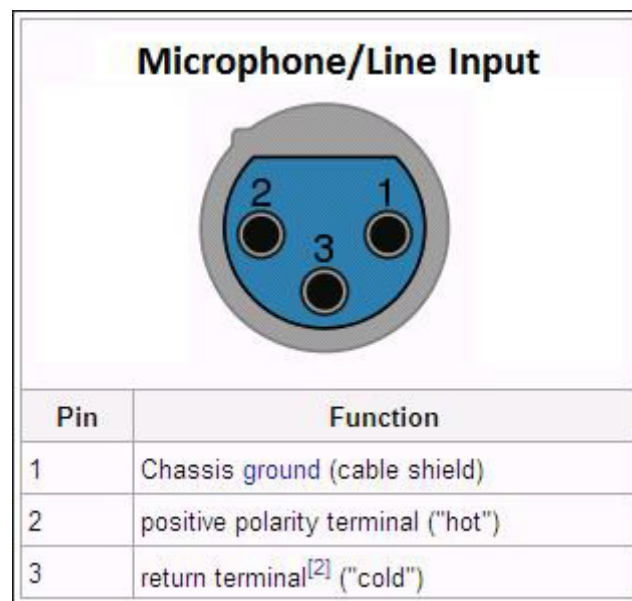 Microphone/Line Input
2 1
3
Pin Function
1 Chassis ground (cable shield)
2 positive polarity terminal ("hot")
3 return terminal[2] ("cold")